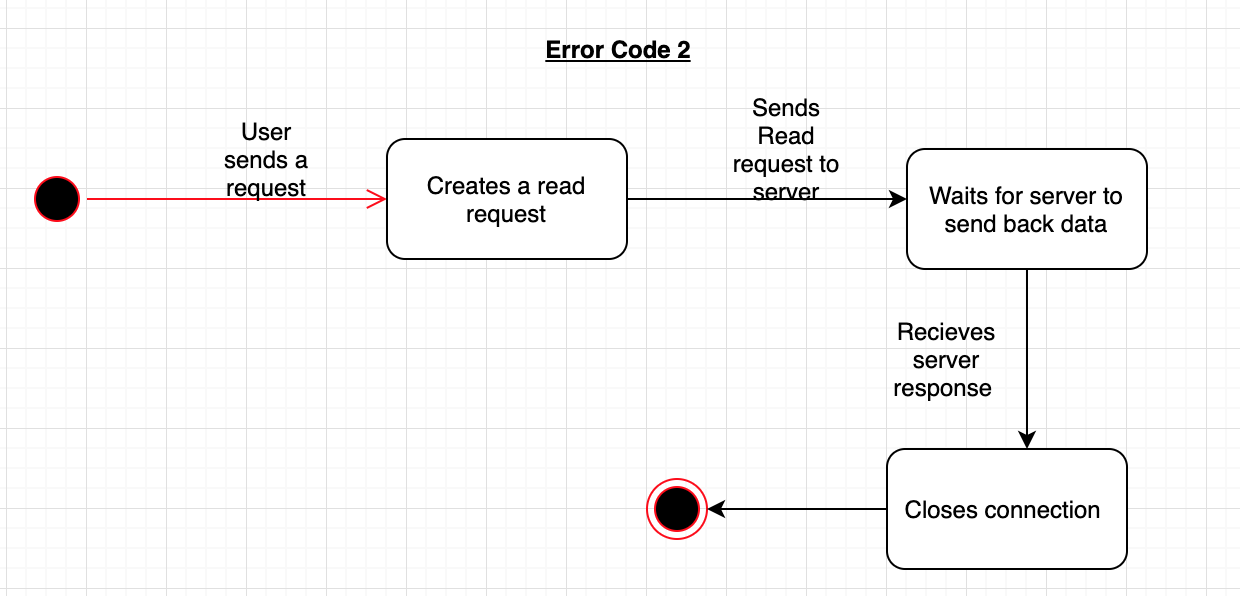 Error Code 2
User
sends a
request
Creates a read
request
Sends
Read
request to
server
Waits for server to
send back data
Recieves
server
response
Closes connection